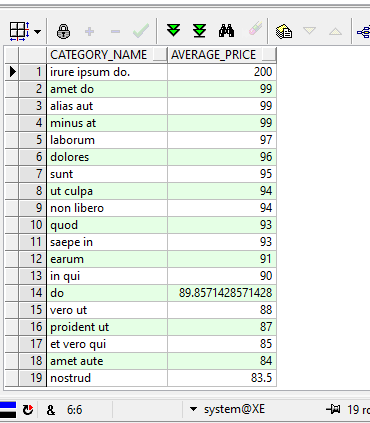 CATEGORY_NAME AVERAGE_PRICE
1 irure ipsum do. 200
2 amet do 99
3 alias aut 99
4 minus at 99
5 laborum 97
6 dolores 96
7 sunt 95
8 ut culpa 94
9 non libero 94
10 quod 93
11 saepe in 93
12 earum 91
13 in qui 90
14 do 89.8571428571428
15 vero ut 88
16 proident ut 87
17 et vero qui 85
18 amet aute 84
19 nostrud 83.5
& 6:6 system@XE 19